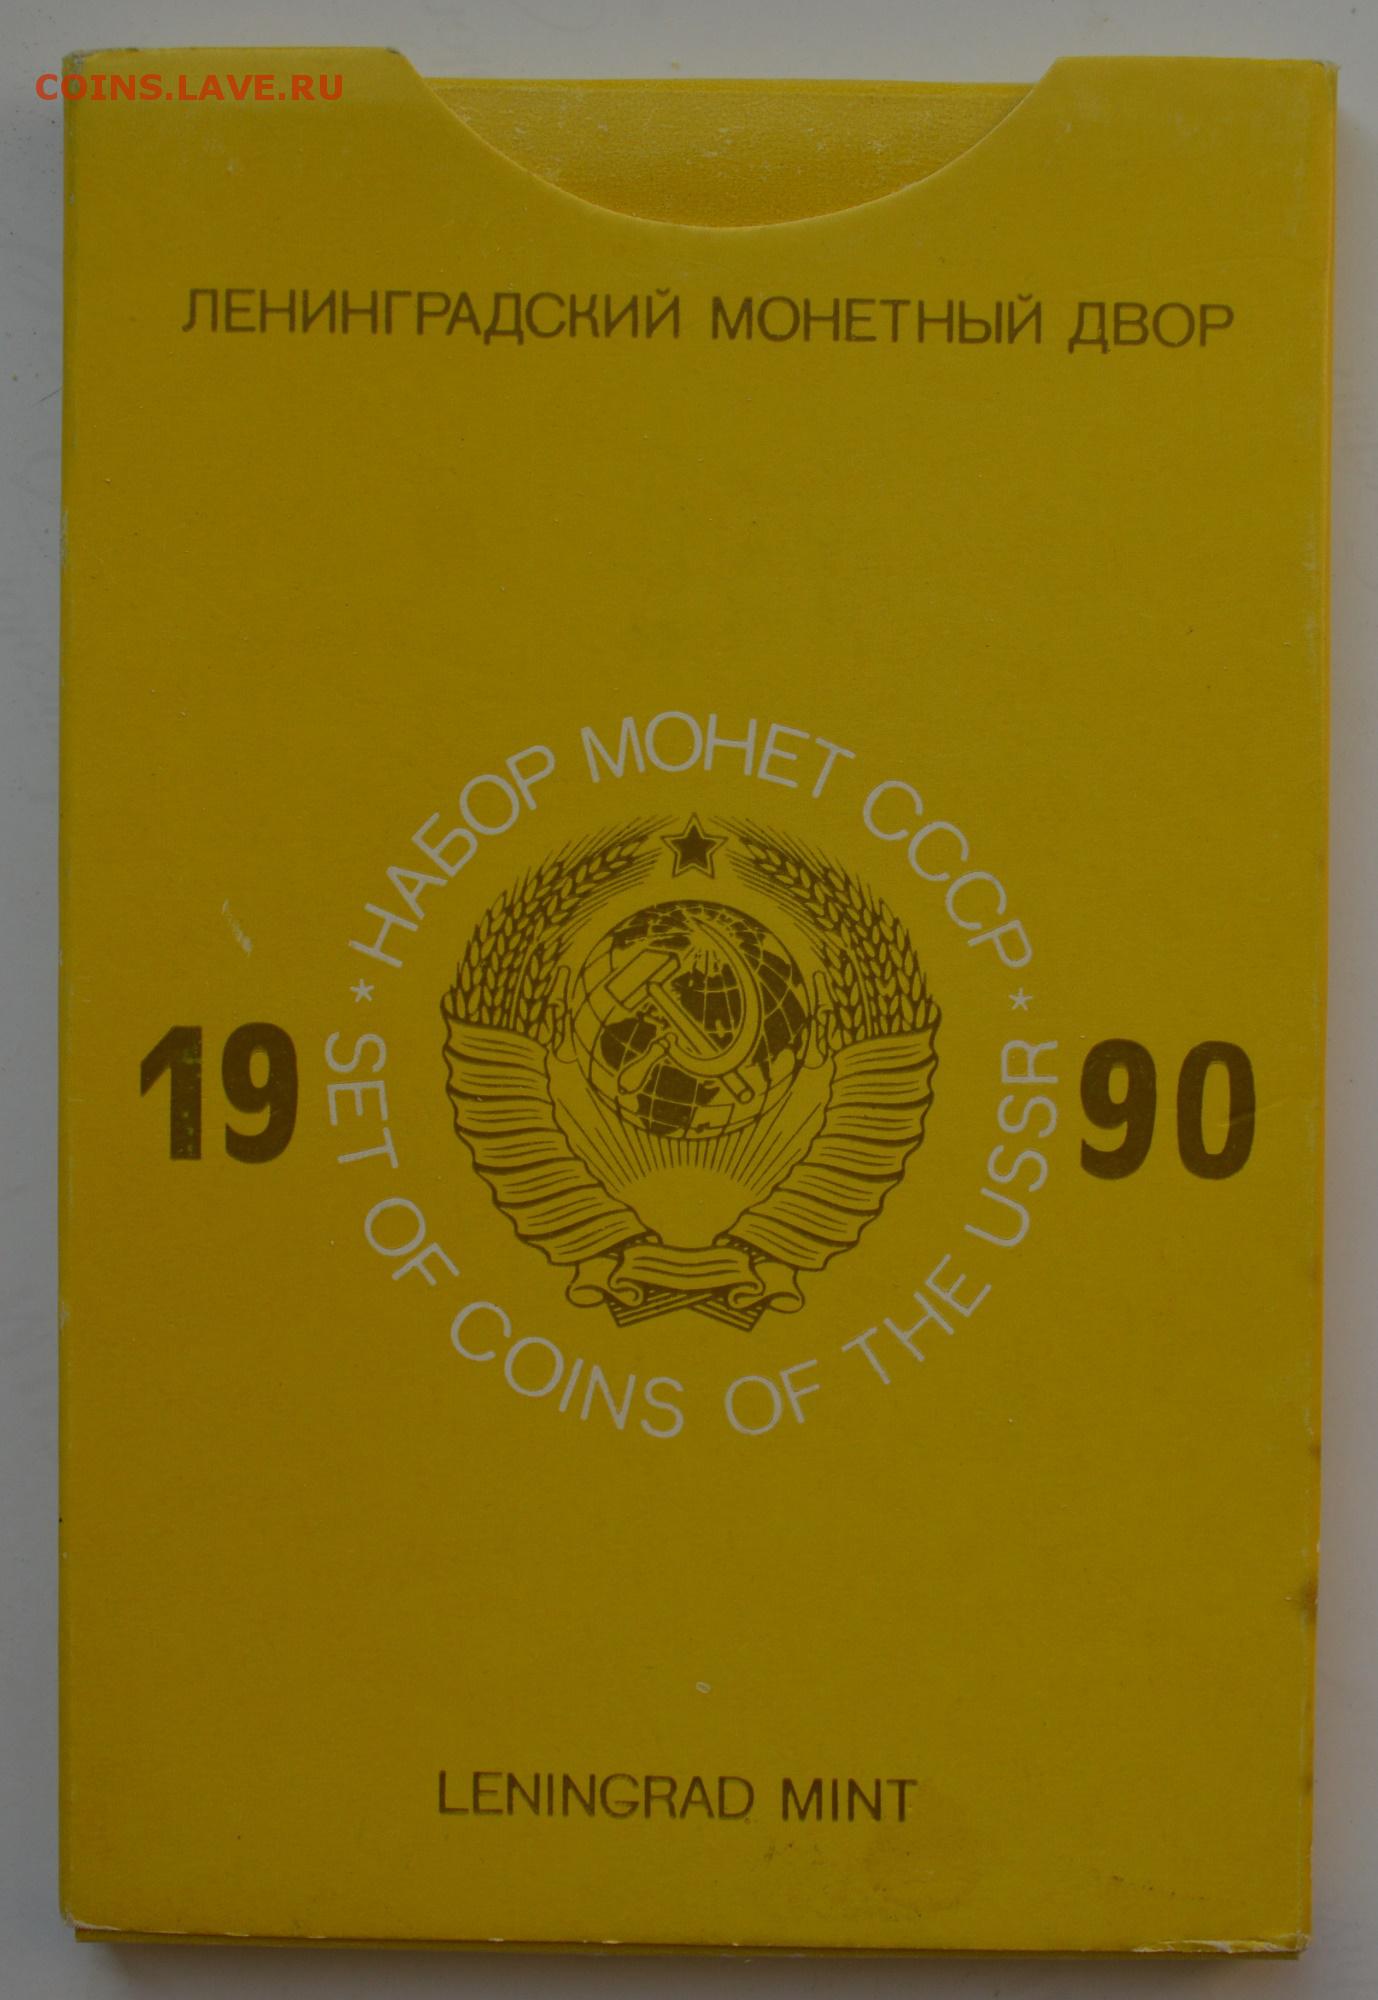 COINS.LAVE.RU
ЛЕНИНГРАДСКИЙ МОНЕТНЫЙ ДВОР
* НАБОР МОНЕТ СССР *
19 90
SET OF COINS OF THE USSR
LENINGRAD MINT